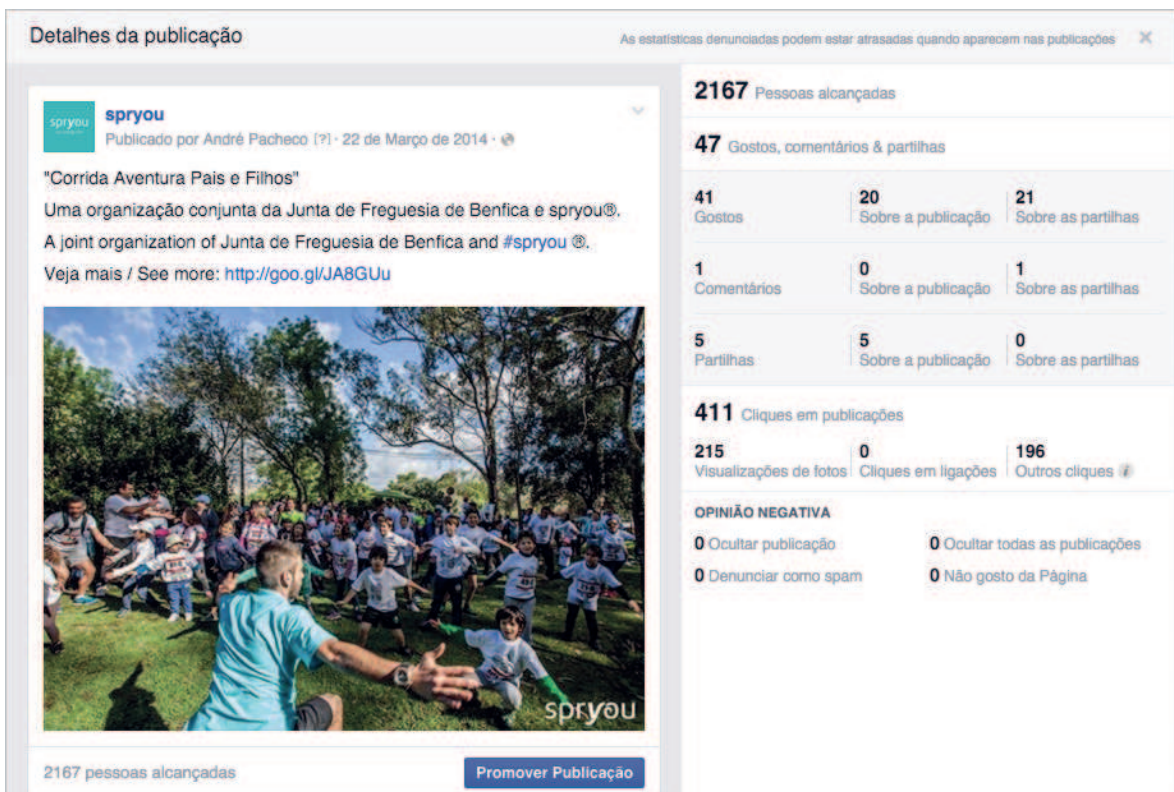 Detalhes da publicação
As estatísticas denunciadas podem estar atrasadas quando aparecem nas publicações
spryou
spryou
Publicado por André Pacheco [?] · 22 de Março de 2014 ·
"Corrida Aventura Pais e Filhos"
Uma organização conjunta da Junta de Freguesia de Benfica e spryou®.
A joint organization of Junta de Freguesia de Benfica and #spryou ®.
Veja mais / See more: http://goo.gl/JA8GUu
spryou
2167 pessoas alcançadas
Promover Publicação
2167 Pessoas alcançadas
47 Gostos, comentários & partilhas
41 20 21
Gostos Sobre a publicação Sobre as partilhas
1 0 1
Comentários Sobre a publicação Sobre as partilhas
5 5 0
Partilhas Sobre a publicação Sobre as partilhas
411 Cliques em publicações
215 0 196
Visualizações de fotos Cliques em ligações Outros cliques i
OPINIÃO NEGATIVA
0 Ocultar publicação 0 Ocultar todas as publicações
0 Denunciar como spam 0 Não gosto da Página